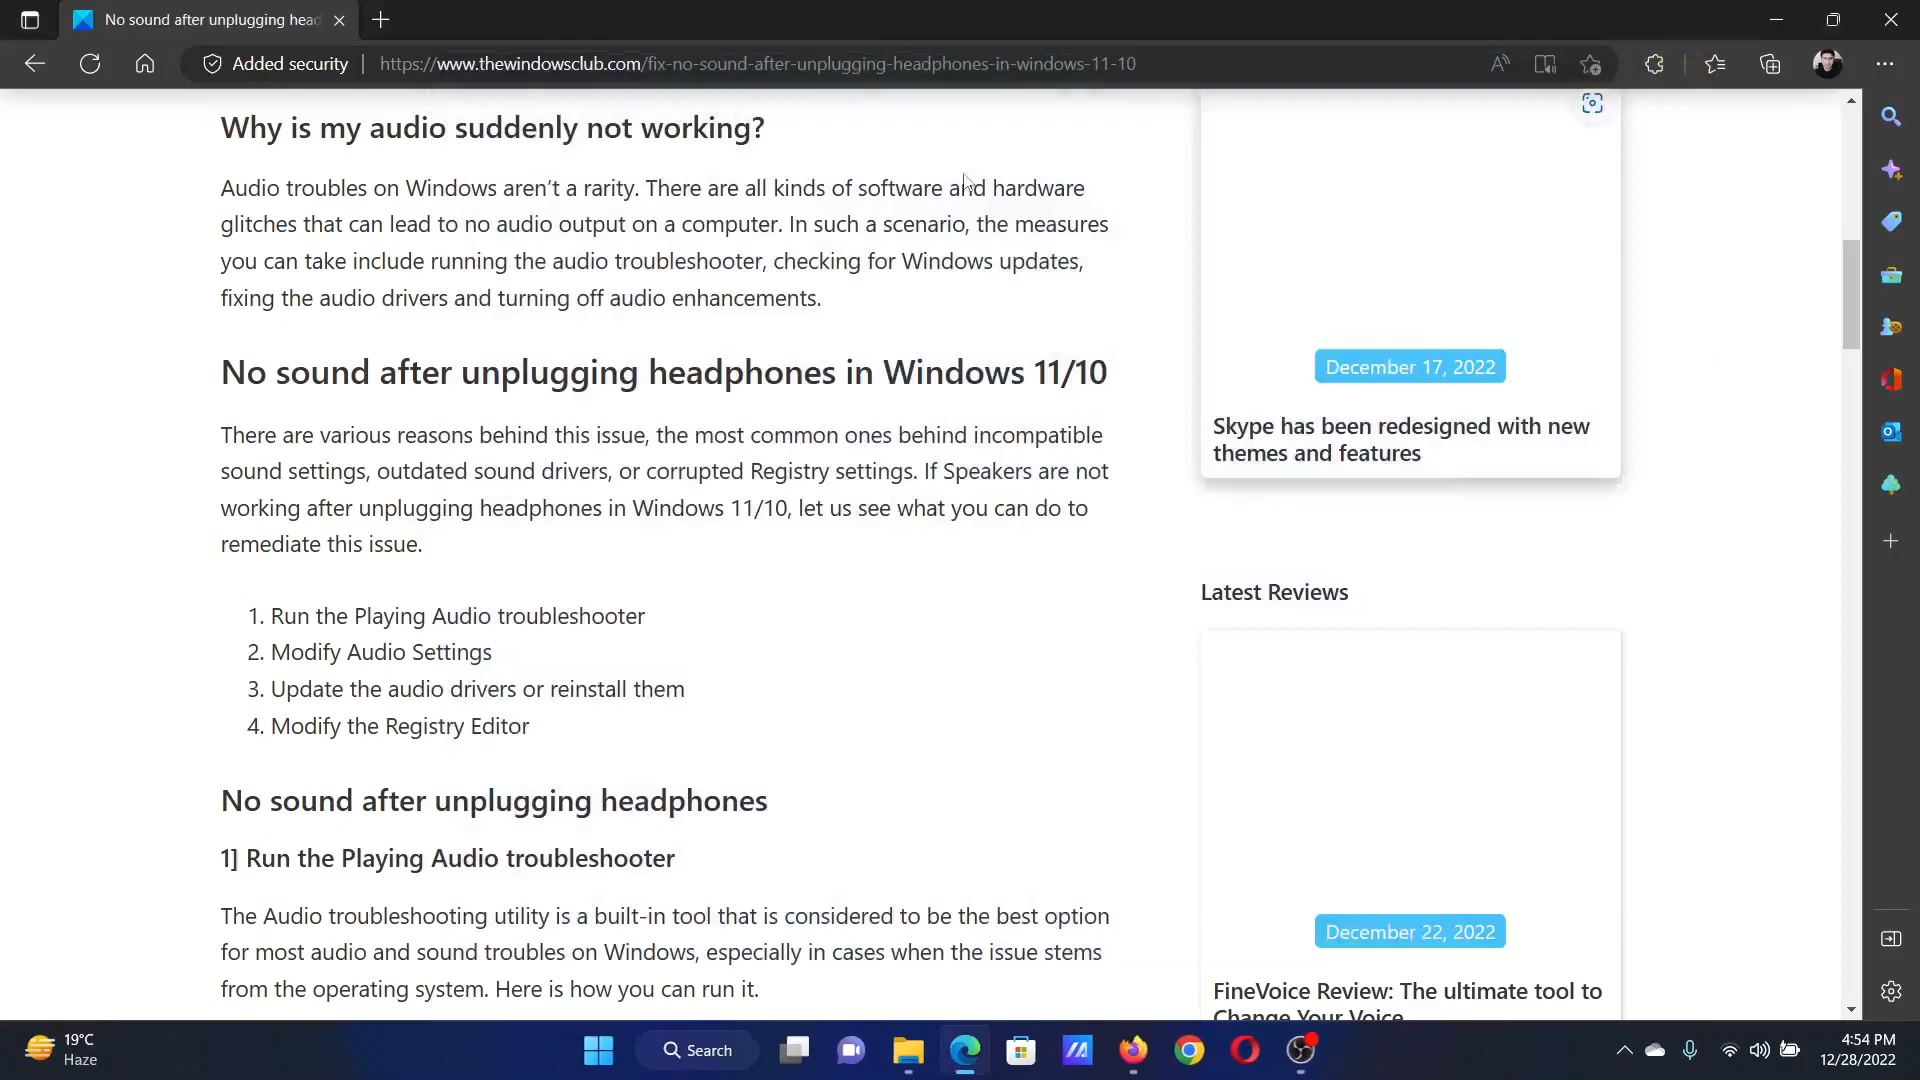 No sound after unplugging head
Added security
https://www.thewindowsclub.com/fix-no-sound-after-unplugging-headphones-in-windows-11-10
Why is my audio suddenly not working?
Audio troubles on Windows aren’t a rarity. There are all kinds of software and hardware
glitches that can lead to no audio output on a computer. In such a scenario, the measures
you can take include running the audio troubleshooter, checking for Windows updates,
fixing the audio drivers and turning off audio enhancements.
No sound after unplugging headphones in Windows 11/10
There are various reasons behind this issue, the most common ones behind incompatible
sound settings, outdated sound drivers, or corrupted Registry settings. If Speakers are not
working after unplugging headphones in Windows 11/10, let us see what you can do to
remediate this issue.
1. Run the Playing Audio troubleshooter
2. Modify Audio Settings
3. Update the audio drivers or reinstall them
4. Modify the Registry Editor
No sound after unplugging headphones
1] Run the Playing Audio troubleshooter
The Audio troubleshooting utility is a built-in tool that is considered to be the best option
for most audio and sound troubles on Windows, especially in cases when the issue stems
from the operating system. Here is how you can run it.
December 17, 2022
Skype has been redesigned with new
themes and features
Latest Reviews
December 22, 2022
FineVoice Review: The ultimate tool to
Change Your Voice
19°C
Haze
Search
4:54 PM
12/28/2022